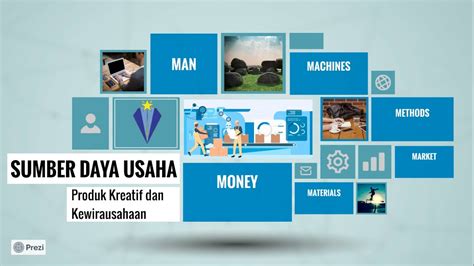 MAN
MACHINES
METHODS
MARKET
MATERIALS
MONEY
SUMBER DAYA USAHA
Produk Kreatif dan
Kewirausahaan
Prezi